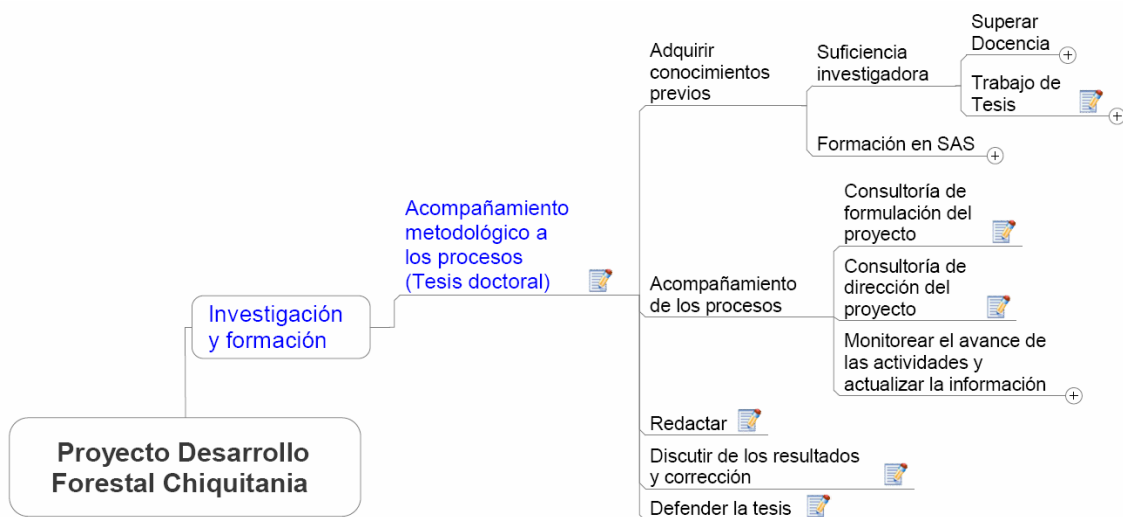 Proyecto Desarrollo
Forestal Chiquitania
Investigación
y formación
Acompañamiento
metodológico a
los procesos
(Tesis doctoral)
Adquirir
conocimientos
previos
Suficiencia
investigadora
Superar
Docencia
Trabajo de
Tesis
Formación en SAS
Acompañamiento
de los procesos
Consultoría de
formulación del
proyecto
Consultoría de
dirección del
proyecto
Monitorear el avance de
las actividades y
actualizar la información
Redactar
Discutir de los resultados
y corrección
Defender la tesis